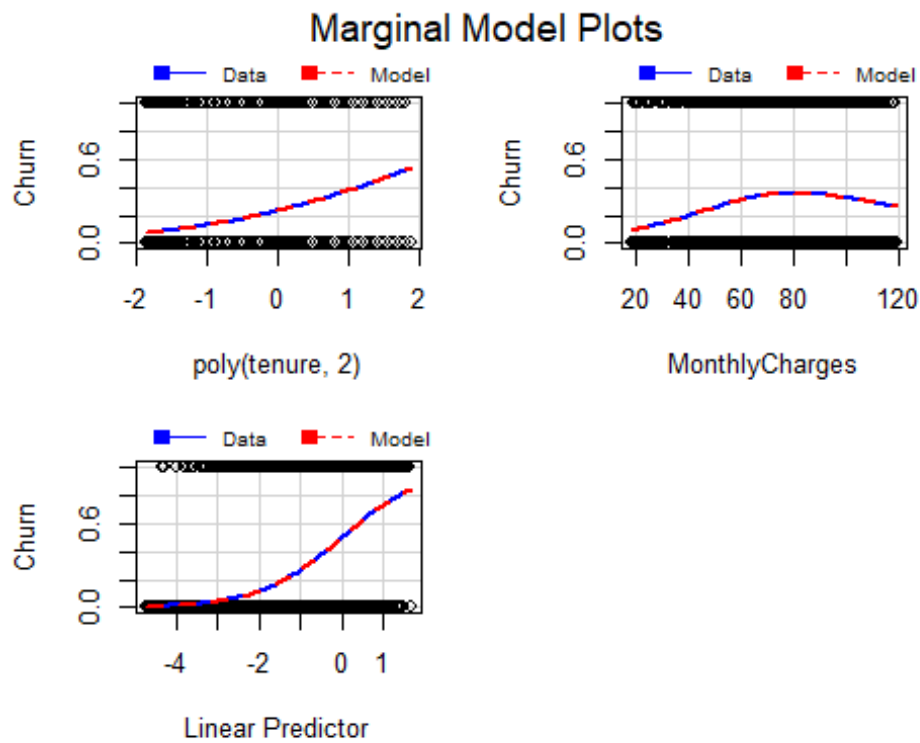 Marginal Model Plots
Data Model
Churn
0.0 0.6
-2 -1 0 1 2
poly(tenure, 2)
Data Model
Churn
0.0 0.6
20 40 60 80 120
MonthlyCharges
Data Model
Churn
0.0 0.6
-4 -2 0 1
Linear Predictor